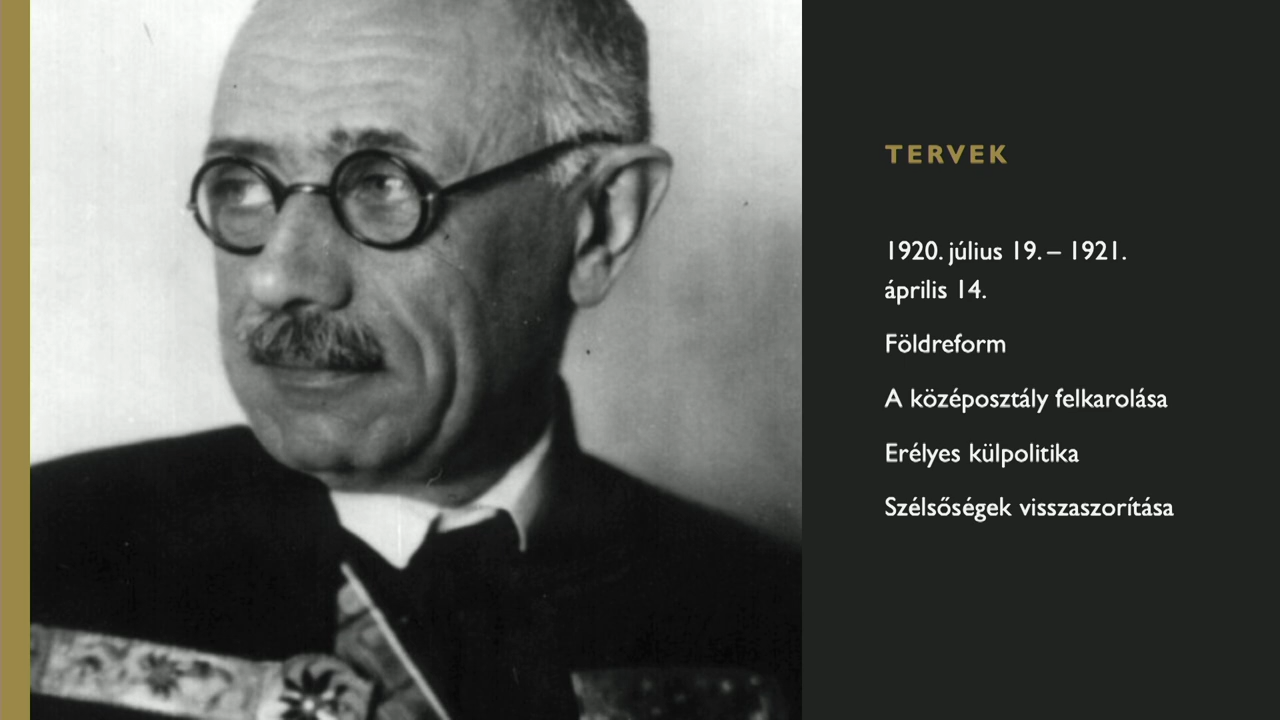 TERVEK
1920. július 19. – 1921.
április 14.
Földreform
A középosztály felkarolása
Erélyes külpolitika
Szélsőségek visszaszorítása